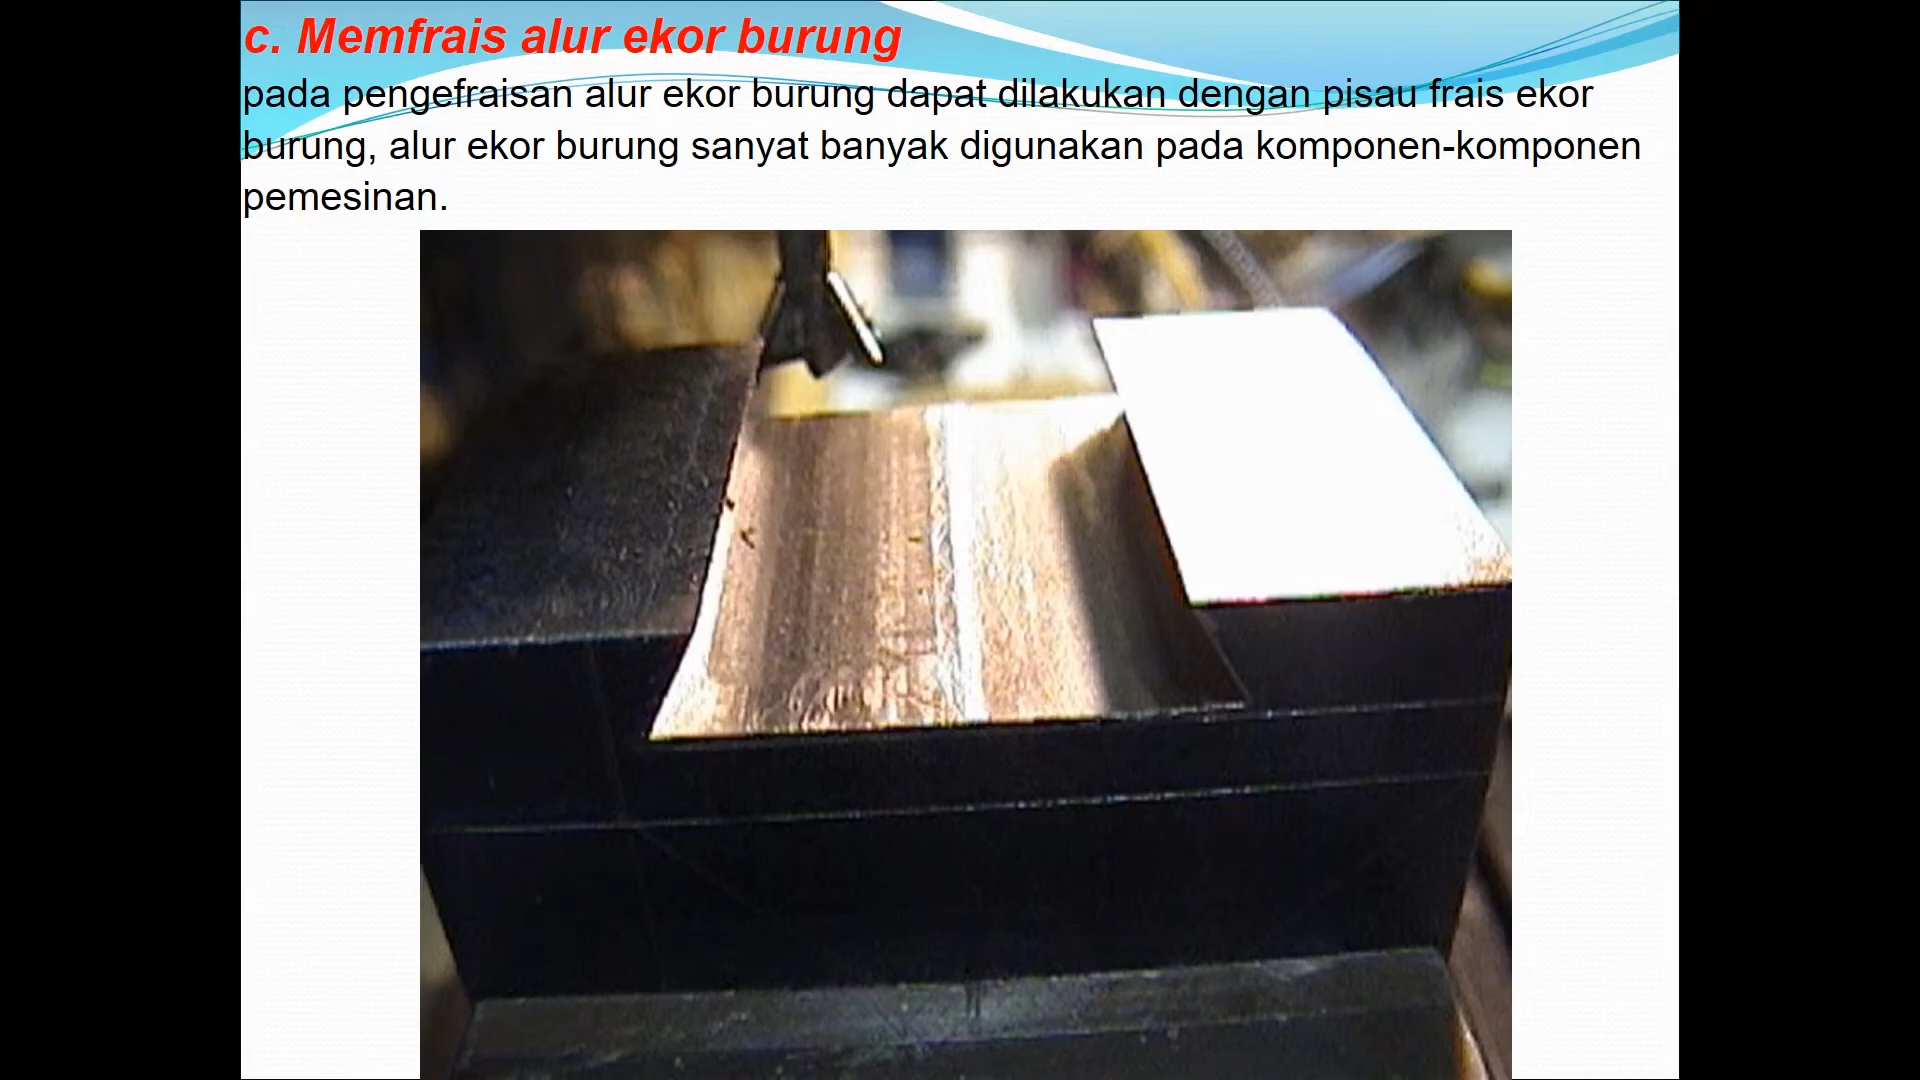 c. Memfrais alur ekor burung
pada pengefraisan alur ekor burung dapat dilakukan dengan pisau frais ekor
burung, alur ekor burung sanyat banyak digunakan pada komponen-komponen
pemesinan.